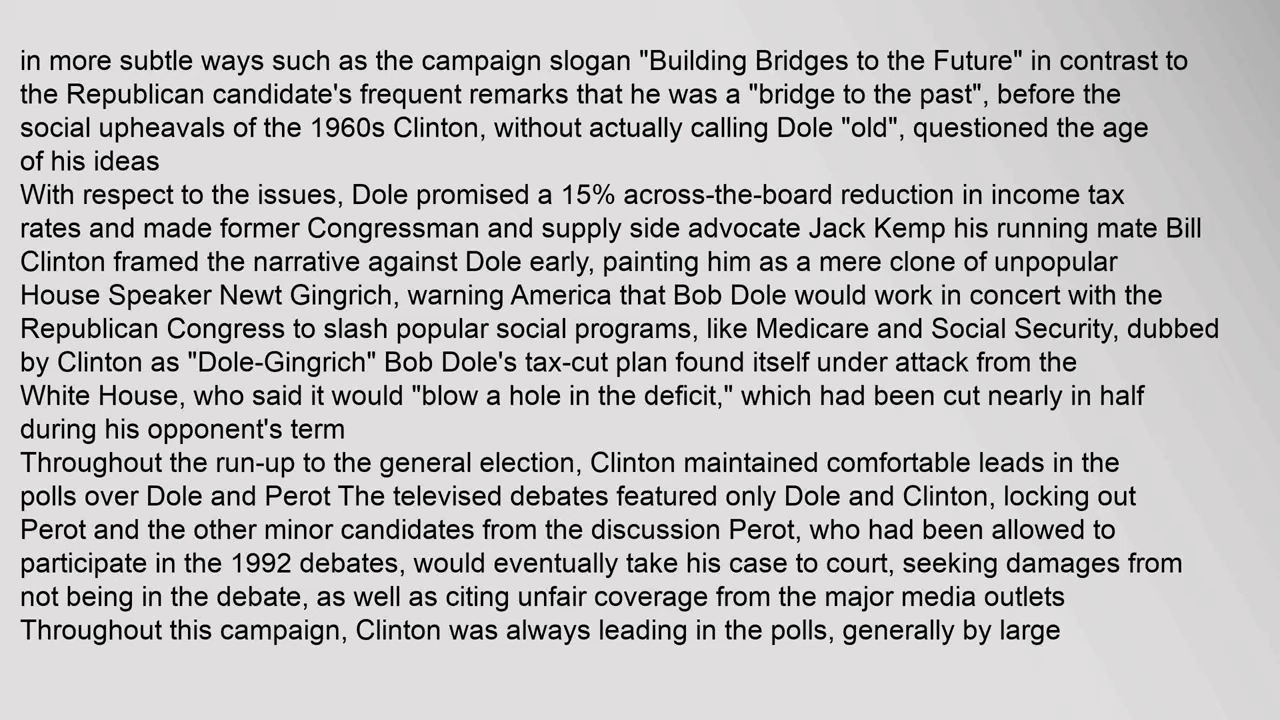 in more subtle ways such as the campaign slogan "Building Bridges to the Future" in contrast to
the Republican candidate's frequent remarks that he was a "bridge to the past", before the
social upheavals of the 1960s Clinton, without actually calling Dole "old", questioned the age
of his ideas
With respect to the issues, Dole promised a 15% across-the-board reduction in income tax
rates and made former Congressman and supply side advocate Jack Kemp his running mate Bill
Clinton framed the narrative against Dole early, painting him as a mere clone of unpopular
House Speaker Newt Gingrich, warning America that Bob Dole would work in concert with the
Republican Congress to slash popular social programs, like Medicare and Social Security, dubbed
by Clinton as "Dole-Gingrich" Bob Dole's tax-cut plan found itself under attack from the
White House, who said it would "blow a hole in the deficit," which had been cut nearly in half
during his opponent's term
Throughout the run-up to the general election, Clinton maintained comfortable leads in the
polls over Dole and Perot The televised debates featured only Dole and Clinton, locking out
Perot and the other minor candidates from the discussion Perot, who had been allowed to
participate in the 1992 debates, would eventually take his case to court, seeking damages from
not being in the debate, as well as citing unfair coverage from the major media outlets
Throughout this campaign, Clinton was always leading in the polls, generally by large